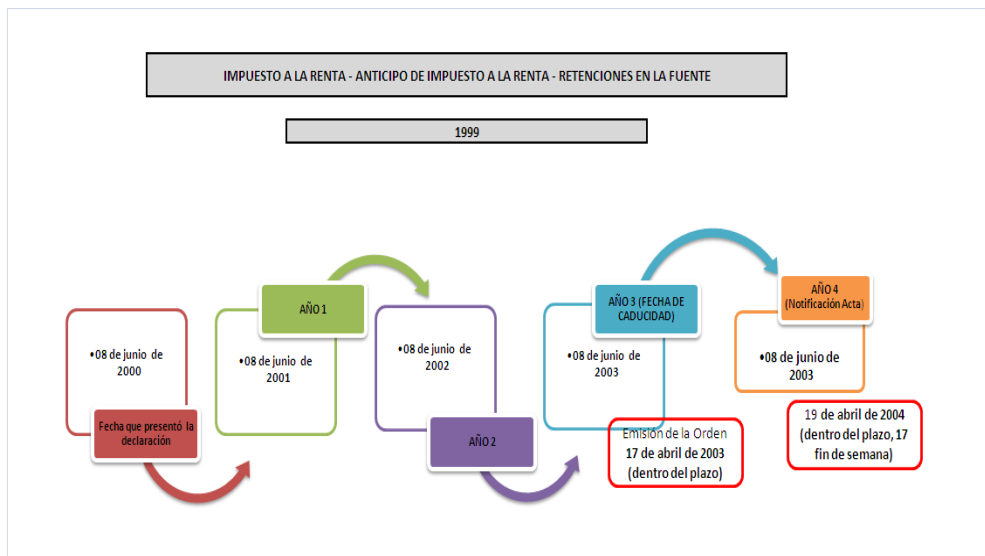 IMPUESTO A LA RENTA - ANTICIPO DE IMPUESTO A LA RENTA - RETENCIONES EN LA FUENTE
1999
•08 de junio de
2000
Fecha que presentó la
declaración
AÑO 1
•08 de junio de
2001
•08 de junio de
2002
AÑO 2
AÑO 3 (FECHA DE
CADUCIDAD)
•08 de junio de
2003
Emisión de la Orden
17 de abril de 2003
(dentro del plazo)
AÑO 4
(Notificación Acta)
•08 de junio de
2003
19 de abril de 2004
(dentro del plazo, 17
fin de semana)